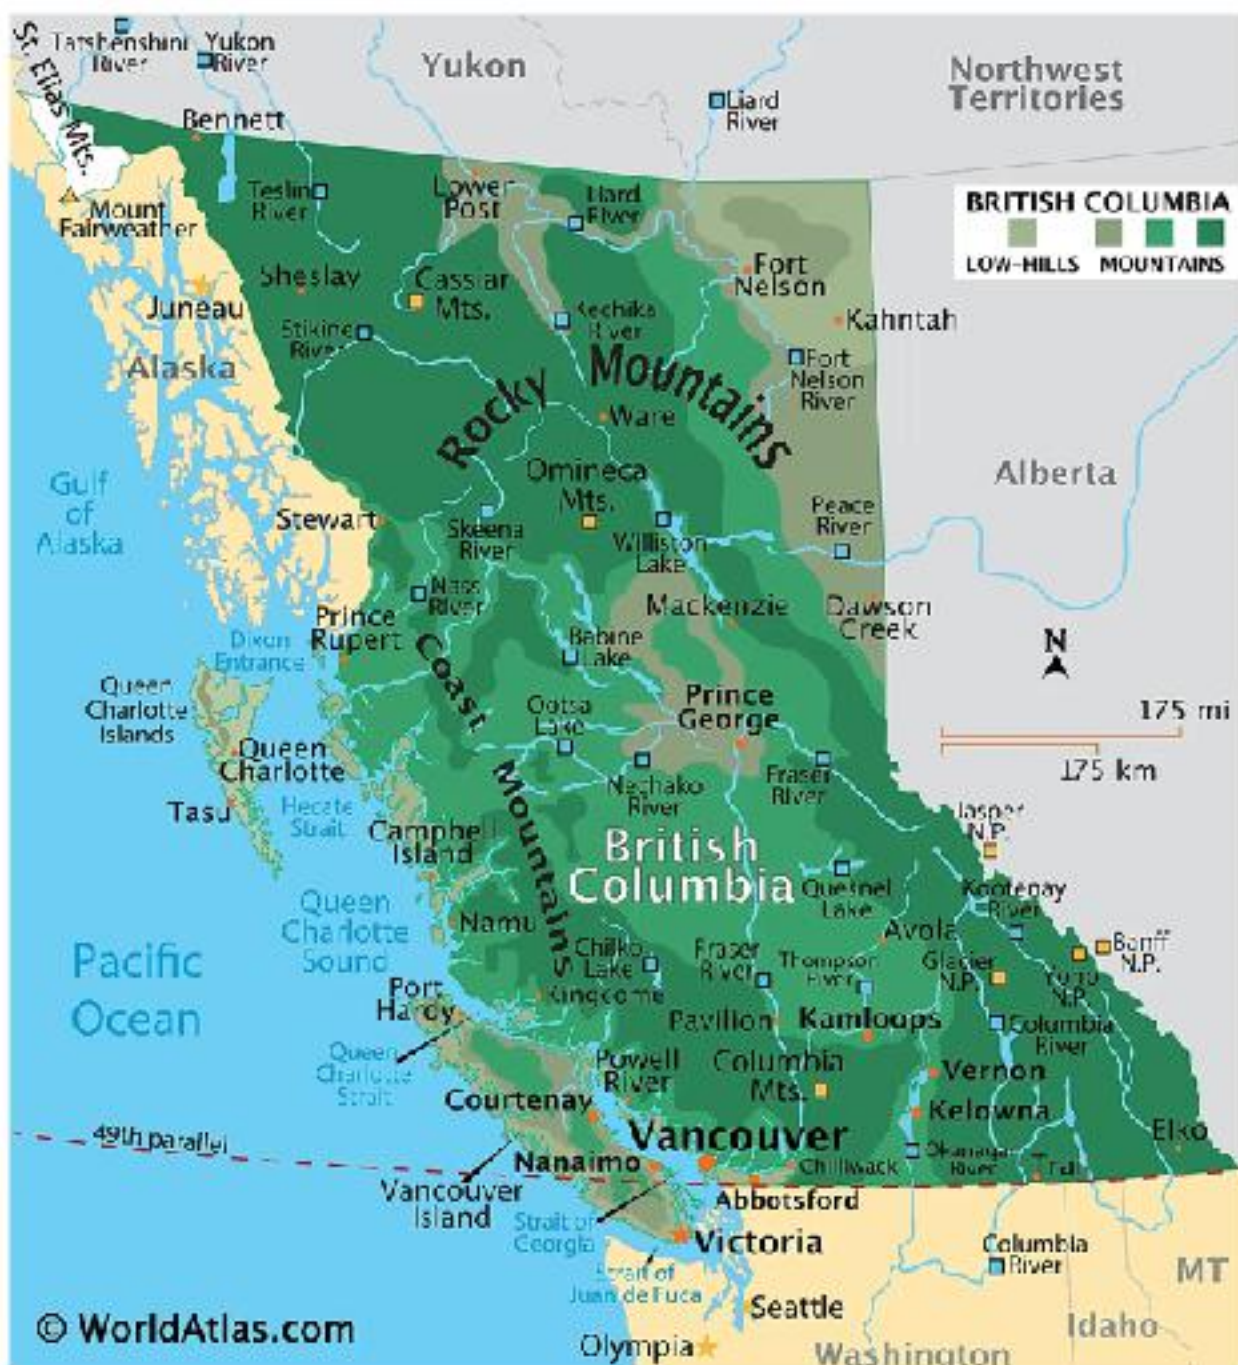 St. Elias Mts.
Tatshenshini
River
Yukon
River
Yukon
Northwest
Territories
Liard
River
Bennett
BRITISH COLUMBIA
LOW-HILLS MOUNTAINS
Mount
Fairweather
Teslin
River
Lower
Post
Liard
River
Juneau
Sheslay
Cassiar
Mts.
Fort
Nelson
Kechika
River
Kahntah
Stikine
River
Alaska
Rocky Mountains
Fort
Nelson
River
Ware
Gulf
of
Alaska
Omineca
Mts.
Alberta
Stewart
Skeena
River
Williston
Lake
Peace
River
Nass
River
Mackenzie
Dawson
Creek
Prince
Rupert
Dixon
Entrance
Babine
Lake
N
Coast Mountains
Queen
Charlotte
Islands
Ootsa
Lake
Prince
George
175 mi
175 km
Queen
Charlotte
Nechako
River
Fraser
River
Tasu
Hecate
Strait
Campbell
Island
Jasper
N.P.
British
Columbia
Quesnel
Lake
Kootenay
River
Queen
Charlotte
Sound
Namu
Avola
Pacific
Ocean
Chilko
Lake
Fraser
River
Thompson
River
Glacier
N.P.
Yoho
N.P.
Banff
N.P.
Port
Hardy
Kingcome
Pavilion
Kamloops
Columbia
River
Queen
Charlotte
Strait
Powell
River
Columbia
Mts.
Vernon
Courtenay
Kelowna
49th parallel
Vancouver
Elko
Nanaimo
Chilliwack
Okanagan
River
Vancouver
Island
Abbotsford
Strait of
Georgia
Victoria
Columbia
River
Strait of
Juan de Fuca
MT
Seattle
Idaho
© WorldAtlas.com
Olympia
Washington